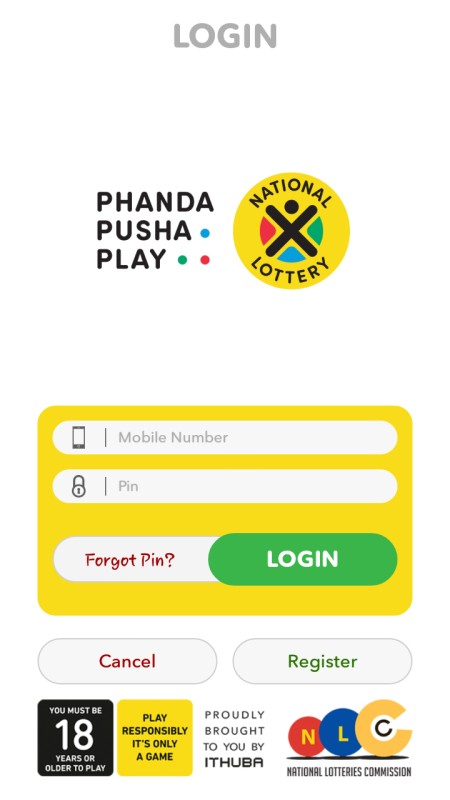 LOGIN
PHANDA
PUSHA
PLAY
NATIONAL
LOTTERY
Mobile Number
Pin
Forgot Pin?
LOGIN
Cancel
Register
YOU MUST BE
18
YEARS OR
OLDER TO PLAY
PLAY
RESPONSIBLY
IT'S ONLY
A GAME
PROUDLY
BROUGHT
TO YOU BY
ITHUBA
NLC
NATIONAL LOTTERIES COMMISSION